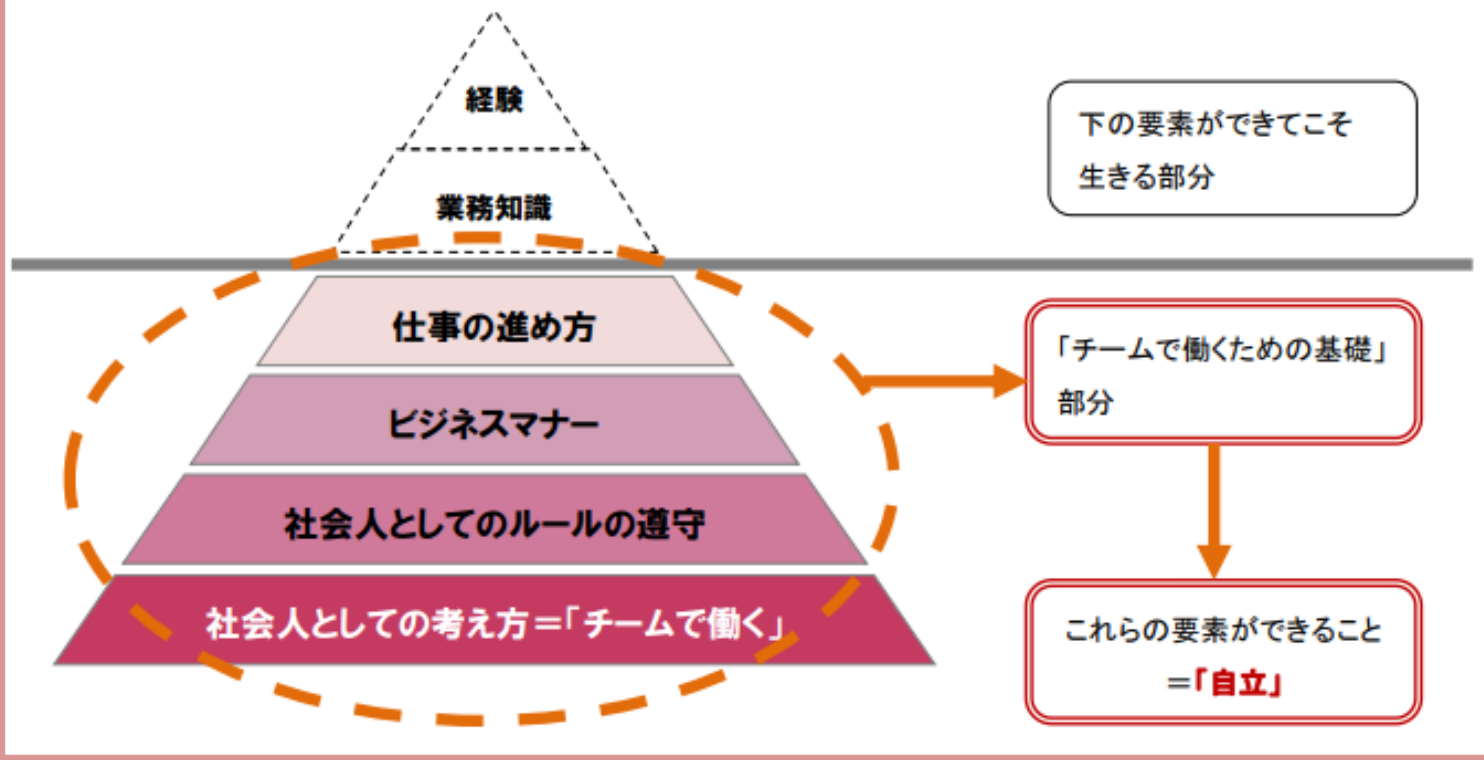 経験
業務知識
下の要素ができてこそ
生きる部分
仕事の進め方
ビジネスマナー
社会人としてのルールの遵守
社会人としての考え方=「チームで働く」
「チームで働くための基礎」
部分
これらの要素ができること
=「自立」